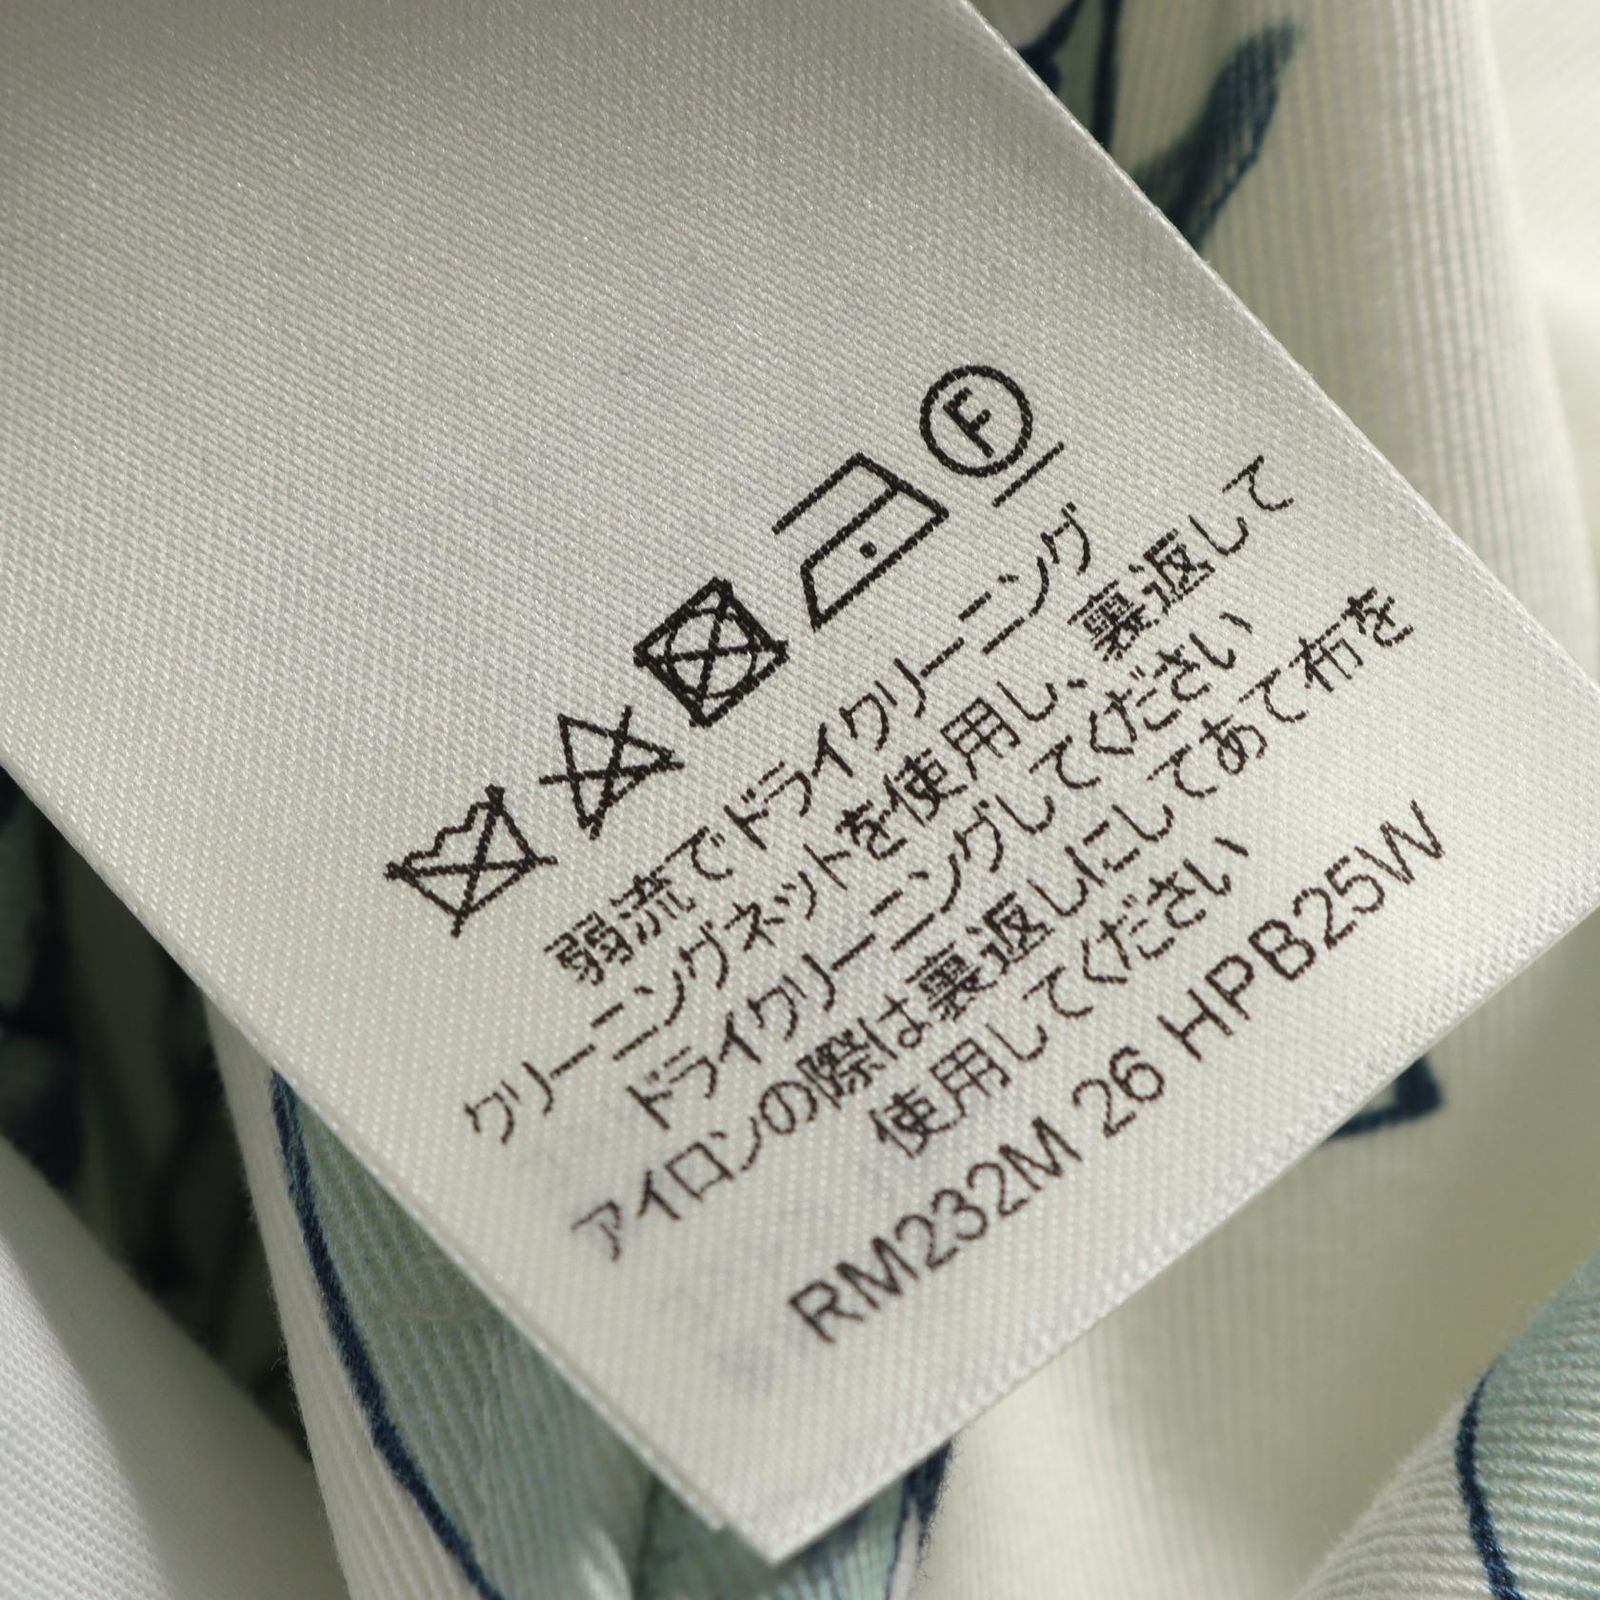 F
弱流でドライクリーニング
クリーニングネットを使用し、裏返して
ドライクリーニングしてください
アイロンの際は裏返しにしてあて布を
使用してください
RM232M 26 HPB25W